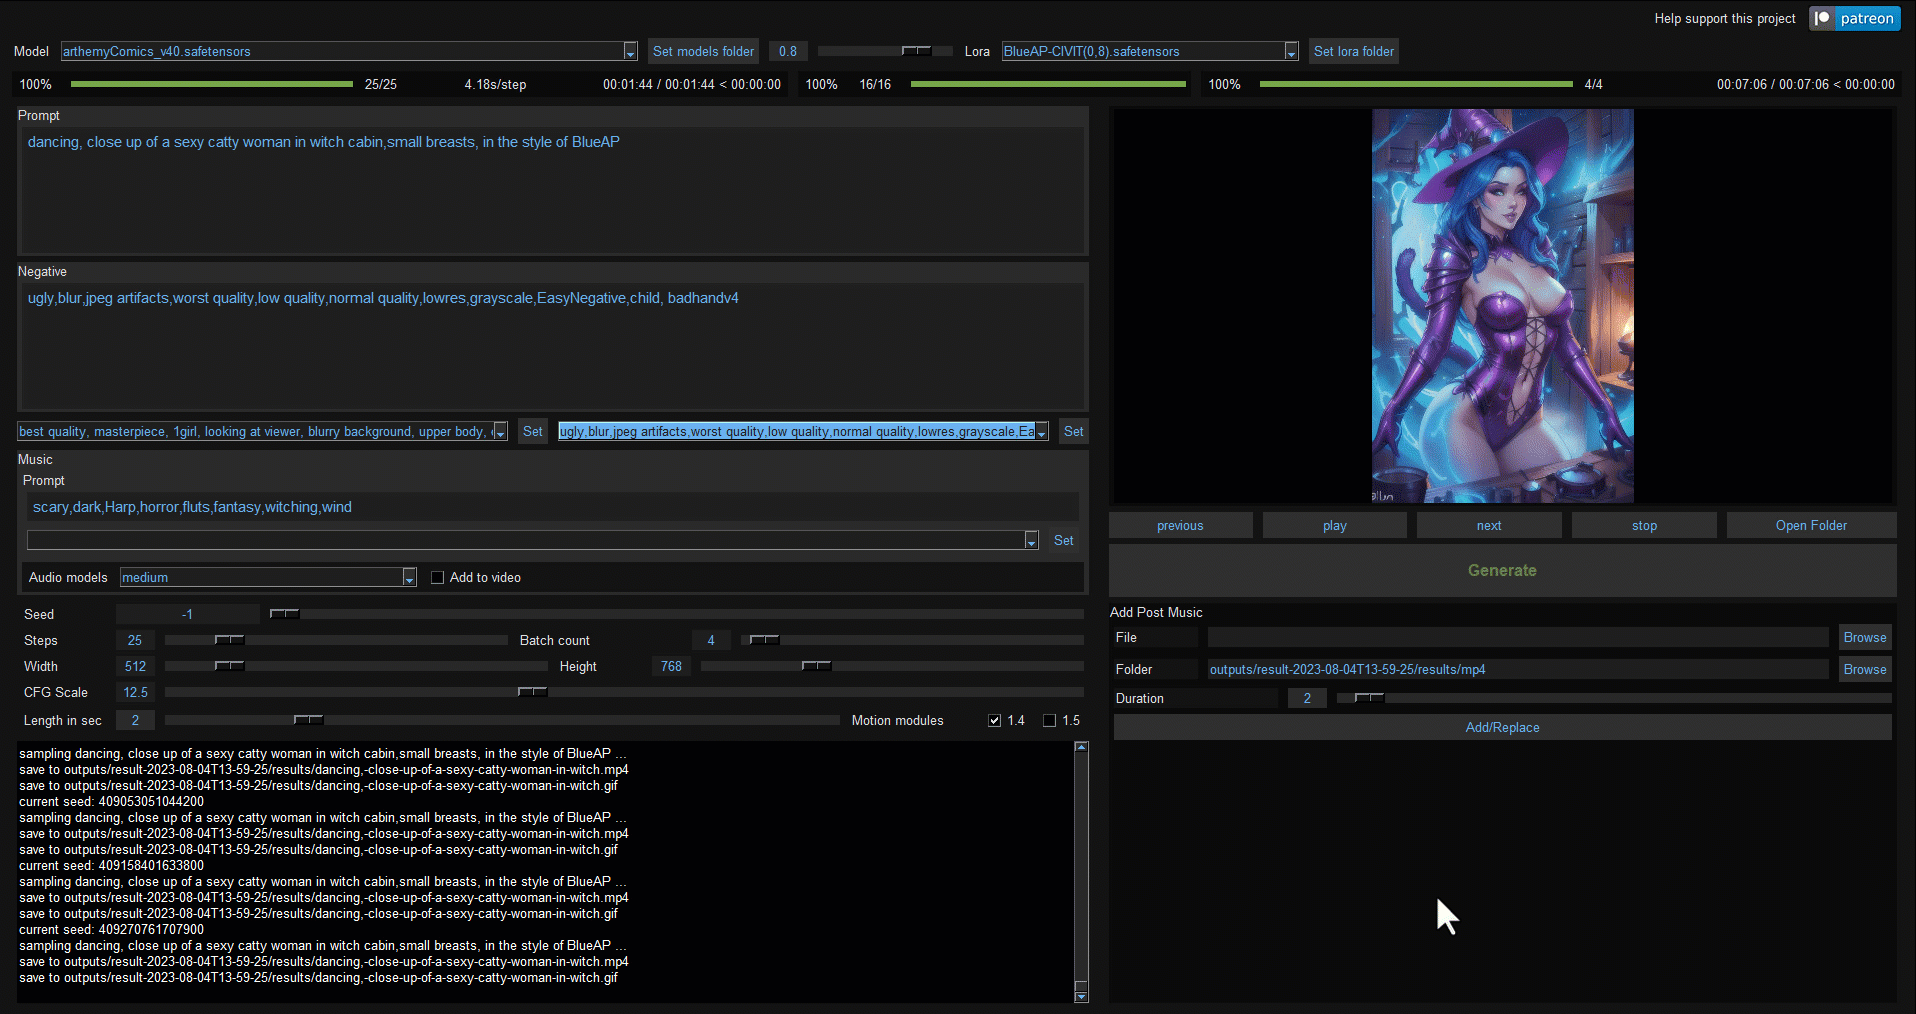 Help support this project patreon
Model arthemyComics_v40.safetensors Set models folder 0.8 Lora BlueAP-CIVIT(0,8).safetensors Set lora folder
100% 25/25 4.18s/step 00:01:44 / 00:01:44 < 00:00:00 100% 16/16 100% 4/4 00:07:06 / 00:07:06 < 00:00:00
Prompt
dancing, close up of a sexy catty woman in witch cabin,small breasts, in the style of BlueAP
Negative
ugly,blur,jpeg artifacts,worst quality,low quality,normal quality,lowres,grayscale,EasyNegative,child, badhandv4
best quality, masterpiece, 1girl, looking at viewer, blurry background, upper body, Set ugly,blur,jpeg artifacts,worst quality,low quality,normal quality,lowres,grayscale,Ea Set
Music
Prompt
scary,dark,Harp,horror,fluts,fantasy,witching,wind
Set
Audio models medium Add to video
Seed -1
Steps 25 Batch count 4
Width 512 Height 768
CFG Scale 12.5
Length in sec 2 Motion modules 1.4 1.5
sampling dancing, close up of a sexy catty woman in witch cabin,small breasts, in the style of BlueAP ...
save to outputs/result-2023-08-04T13-59-25/results/dancing,-close-up-of-a-sexy-catty-woman-in-witch.mp4
save to outputs/result-2023-08-04T13-59-25/results/dancing,-close-up-of-a-sexy-catty-woman-in-witch.gif
current seed: 409053051044200
sampling dancing, close up of a sexy catty woman in witch cabin,small breasts, in the style of BlueAP ...
save to outputs/result-2023-08-04T13-59-25/results/dancing,-close-up-of-a-sexy-catty-woman-in-witch.mp4
save to outputs/result-2023-08-04T13-59-25/results/dancing,-close-up-of-a-sexy-catty-woman-in-witch.gif
current seed: 409158401633800
sampling dancing, close up of a sexy catty woman in witch cabin,small breasts, in the style of BlueAP ...
save to outputs/result-2023-08-04T13-59-25/results/dancing,-close-up-of-a-sexy-catty-woman-in-witch.mp4
save to outputs/result-2023-08-04T13-59-25/results/dancing,-close-up-of-a-sexy-catty-woman-in-witch.gif
current seed: 409270761707900
sampling dancing, close up of a sexy catty woman in witch cabin,small breasts, in the style of BlueAP ...
save to outputs/result-2023-08-04T13-59-25/results/dancing,-close-up-of-a-sexy-catty-woman-in-witch.mp4
save to outputs/result-2023-08-04T13-59-25/results/dancing,-close-up-of-a-sexy-catty-woman-in-witch.gif
previous play next stop Open Folder
Generate
Add Post Music
File Browse
Folder outputs/result-2023-08-04T13-59-25/results/mp4 Browse
Duration 2
Add/Replace